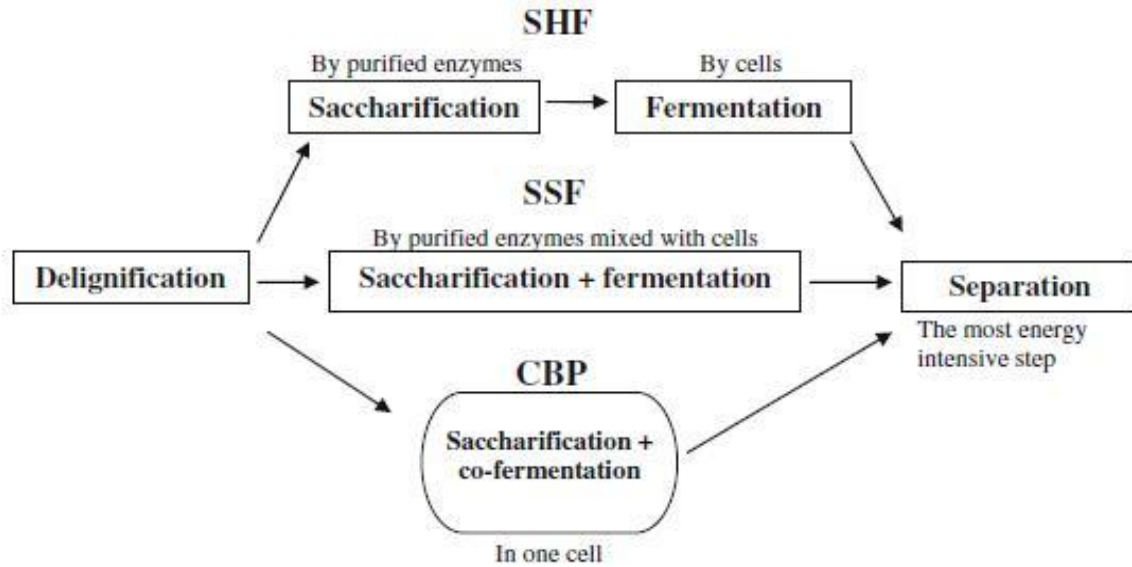 SHF
By purified enzymes
Saccharification
By cells
Fermentation
SSF
By purified enzymes mixed with cells
Delignification
Saccharification + fermentation
Separation
The most energy
intensive step
CBP
Saccharification +
co-fermentation
In one cell